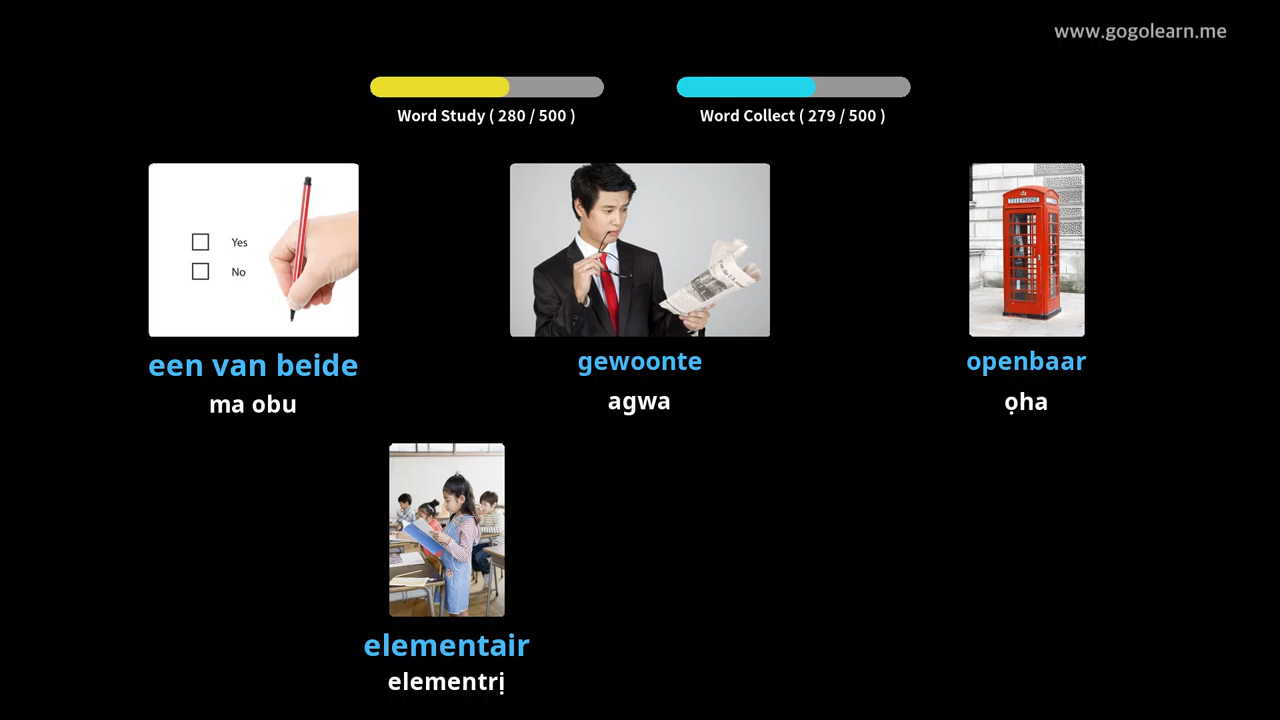 www.gogolearn.me
Word Study ( 280 / 500 )
Word Collect ( 279 / 500 )
Yes
No
TELEPHONE
een van beide
gewoonte
openbaar
ma obu
agwa
ọha
elementair
elementrị